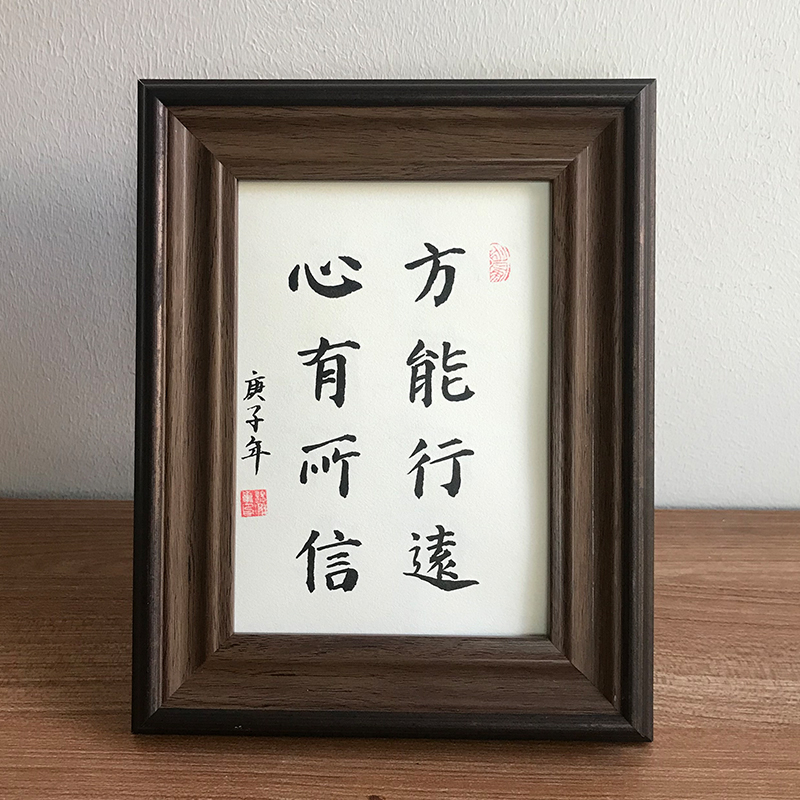 方能行遠
心有所信
庚子年